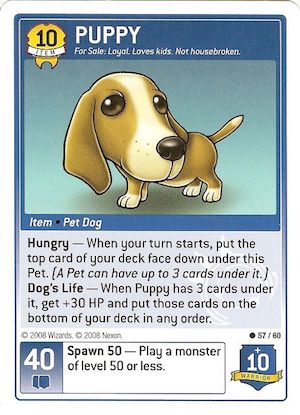 10
ITEM
PUPPY
For Sale: Loyal. Loves kids. Not housebroken.
Item • Pet Dog
Hungry — When your turn starts, put the
top card of your deck face down under this
Pet. (A Pet can have up to 3 cards under it.)
Dog's Life — When Puppy has 3 cards under
it, get +30 HP and put those cards on the
bottom of your deck in any order.
© 2008 Wizards. © 2008 Nexon.
● 57 / 60
40
Spawn 50 — Play a monster
of level 50 or less.
10
WARRIOR